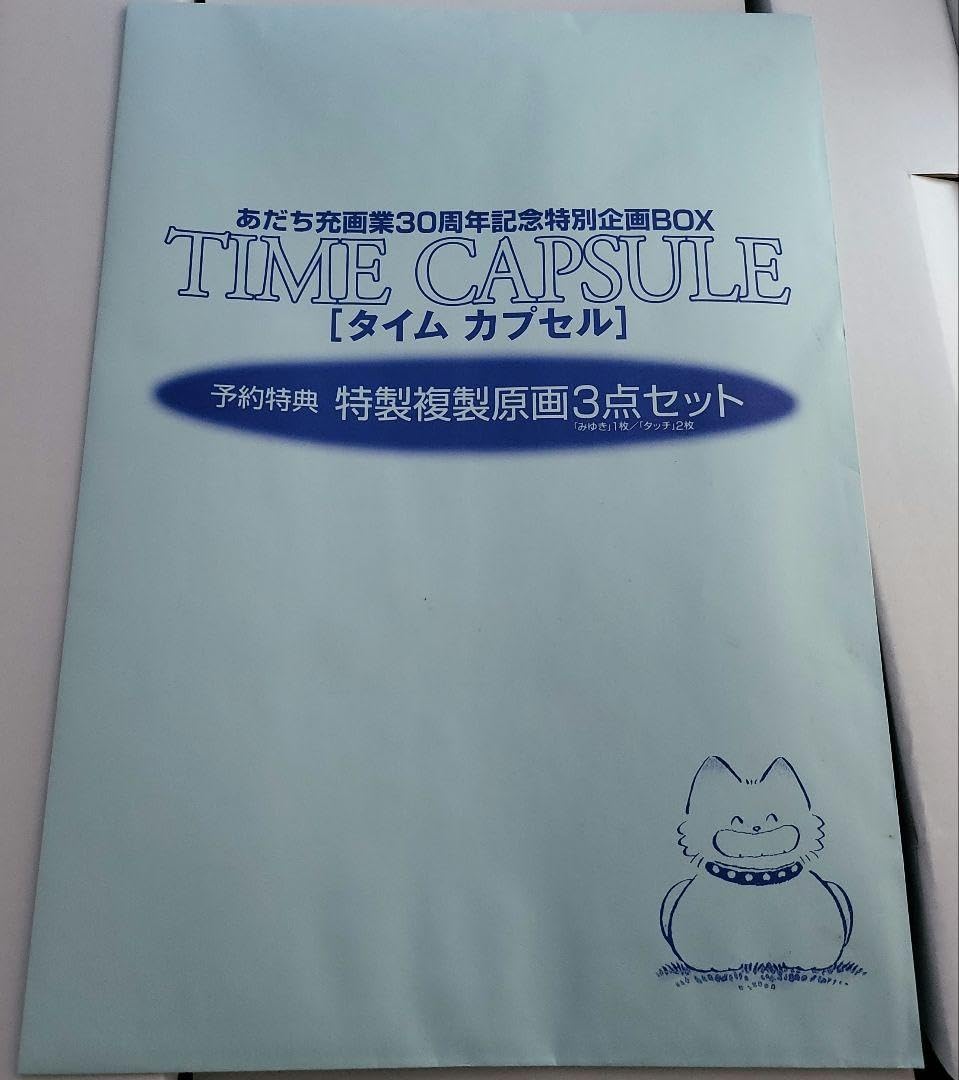 あだち充画業30周年記念特別企画BOX
TIME CAPSULE
[タイム カプセル]
予約特典 特製複製原画3点セット
「みゆき」1枚/「タッチ」2枚